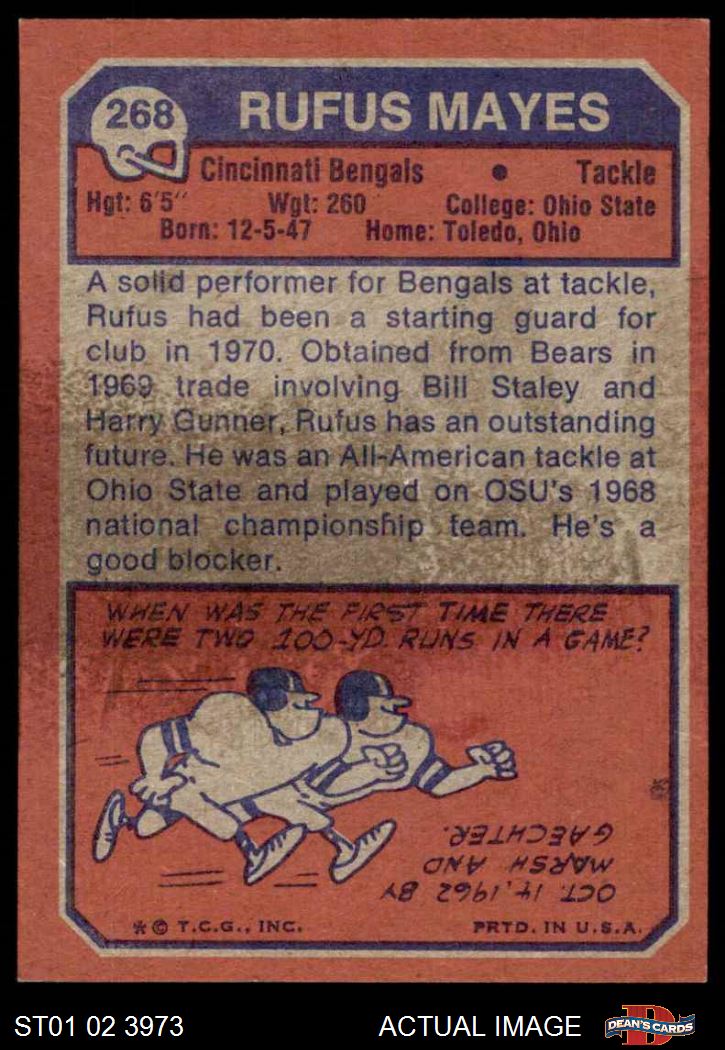 268
RUFUS MAYES
Cincinnati Bengals • Tackle
Hgt: 6'5" Wgt: 260 College: Ohio State
Born: 12-5-47 Home: Toledo, Ohio
A solid performer for Bengals at tackle,
Rufus had been a starting guard for
club in 1970. Obtained from Bears in
1969 trade involving Bill Staley and
Harry Gunner, Rufus has an outstanding
future. He was an All-American tackle at
Ohio State and played on OSU's 1968
national championship team. He's a
good blocker.
WHEN WAS THE FIRST TIME THERE
WERE TWO 100-YD. RUNS IN A GAME?
OCT. 14, 1962 BY
MARSH AND
GAECHTER.
* © T.C.G., INC. PRTD. IN U.S.A.
ST01 02 3973 ACTUAL IMAGE
D
DEAN'S CARDS